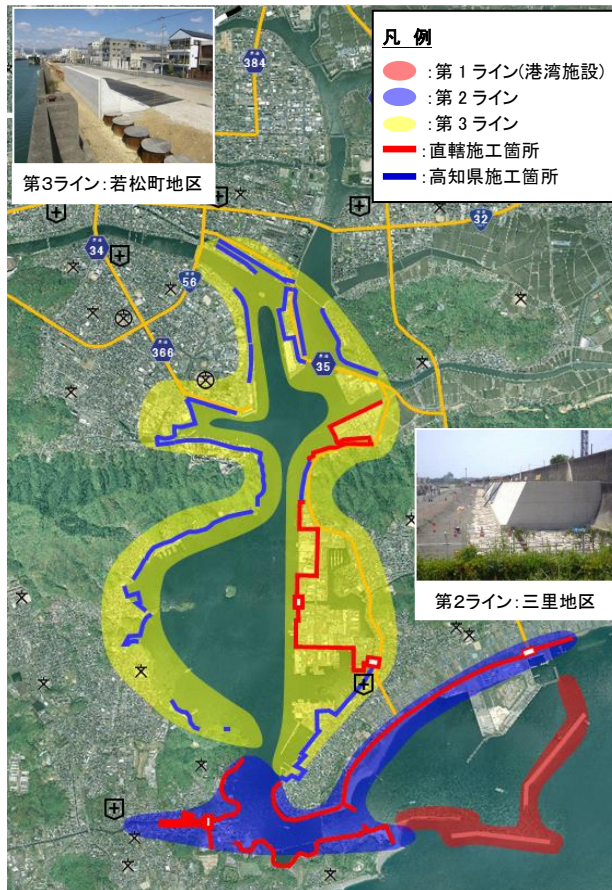 凡 例
:第1ライン(港湾施設)
:第2ライン
:第3ライン
:直轄施工箇所
:高知県施工箇所
第3ライン:若松町地区
384
34
56
32
366
35
第2ライン:三里地区